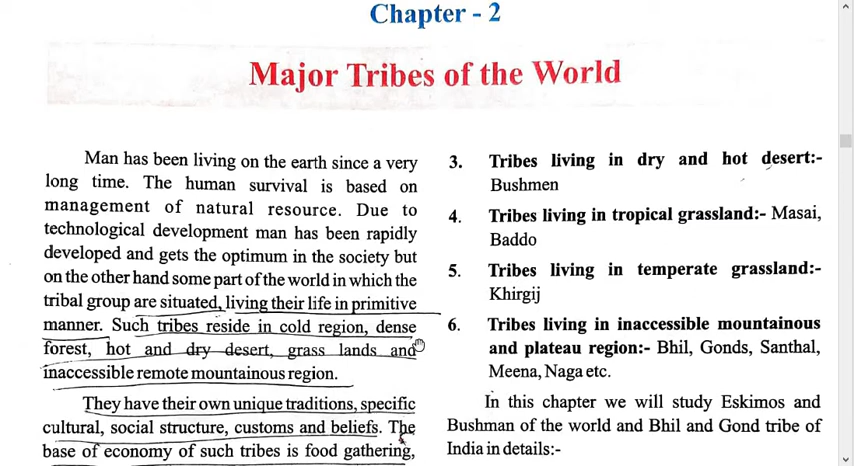 Chapter - 2
Major Tribes of the World
Man has been living on the earth since a very
long time. The human survival is based on
management of natural resource. Due to
technological development man has been rapidly
developed and gets the optimum in the society but
on the other hand some part of the world in which the
tribal group are situated, living their life in primitive
manner. Such tribes reside in cold region, dense
forest, hot and dry desert, grass lands and
inaccessible remote mountainous region.
They have their own unique traditions, specific
cultural, social structure, customs and beliefs. The
base of economy of such tribes is food gathering,
3. Tribes living in dry and hot desert:-
Bushmen
4. Tribes living in tropical grassland:- Masai,
Baddo
5. Tribes living in temperate grassland:-
Khirgij
6. Tribes living in inaccessible mountainous
and plateau region:- Bhil, Gonds, Santhal,
Meena, Naga etc.
In this chapter we will study Eskimos and
Bushman of the world and Bhil and Gond tribe of
India in details:-